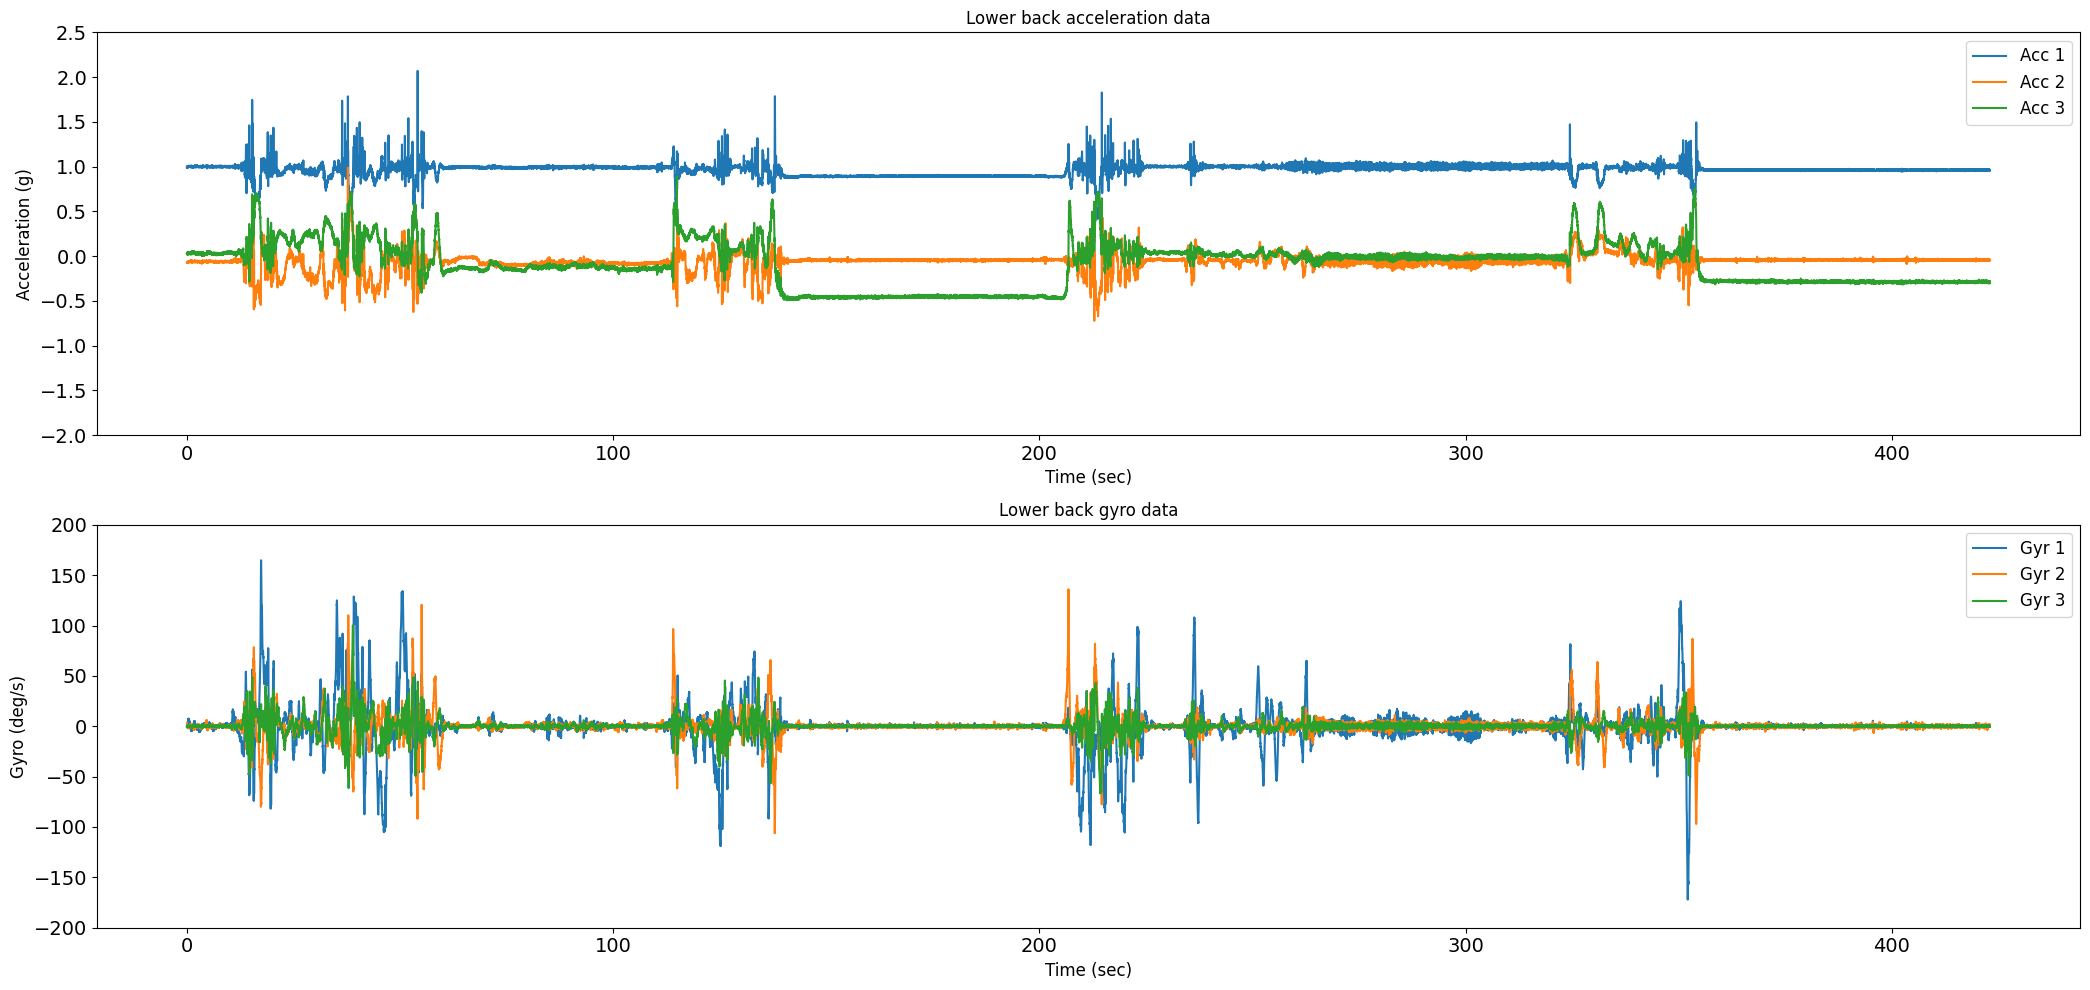 Lower back acceleration data
2.5
2.0
1.5
1.0
0.5
0.0
−0.5
−1.0
−1.5
−2.0
Acceleration (g)
Acc 1
Acc 2
Acc 3
0 100 200 300 400
Time (sec)
Lower back gyro data
200
150
100
50
0
−50
−100
−150
−200
Gyro (deg/s)
Gyr 1
Gyr 2
Gyr 3
0 100 200 300 400
Time (sec)